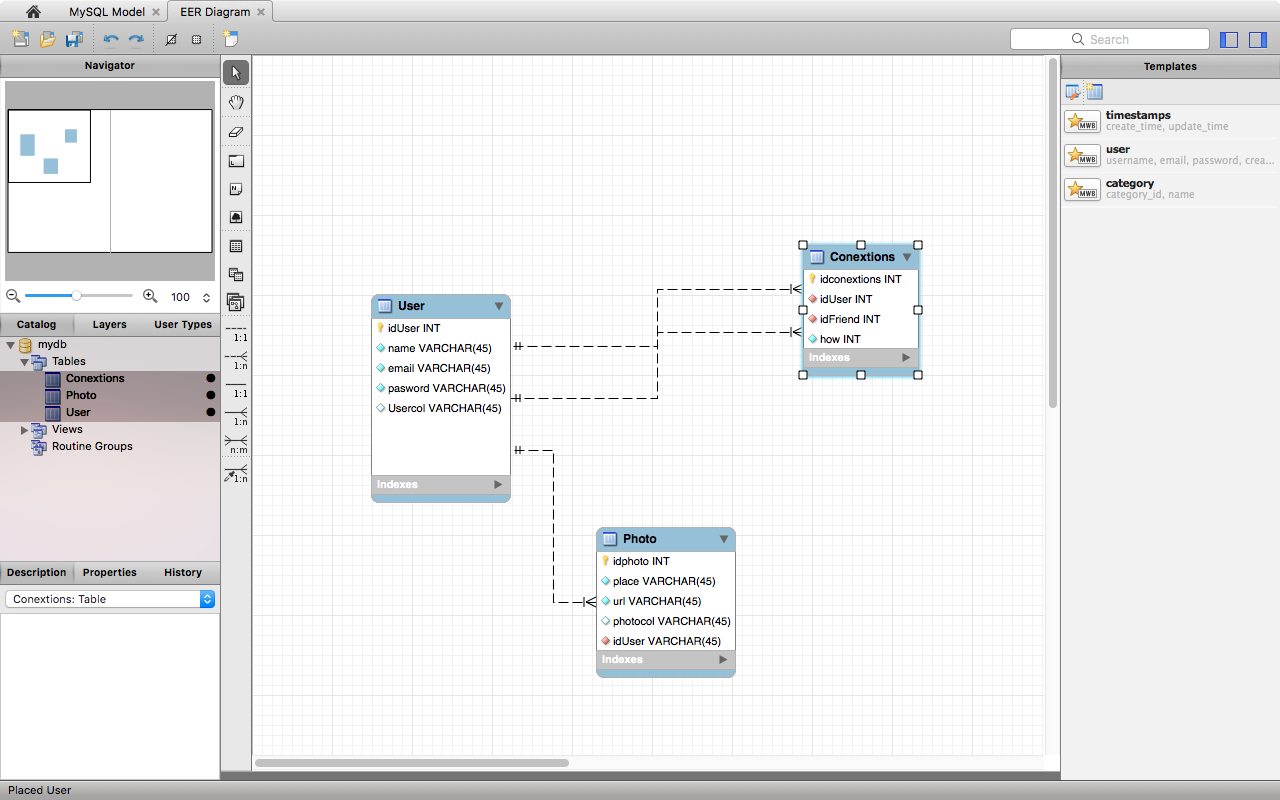 MySQL Model
EER Diagram
Search
Navigator
100
Catalog Layers User Types
mydb
Tables
Conextions
Photo
User
Views
Routine Groups
Description Properties History
Conextions: Table
1:1
1:n
1:1
1:n
n:m
1:n
User
idUser INT
name VARCHAR(45)
email VARCHAR(45)
pasword VARCHAR(45)
Usercol VARCHAR(45)
Indexes
Conextions
idconextions INT
idUser INT
idFriend INT
how INT
Indexes
Photo
idphoto INT
place VARCHAR(45)
url VARCHAR(45)
photocol VARCHAR(45)
idUser VARCHAR(45)
Indexes
Templates
MWB
timestamps
create_time, update_time
MWB
user
username, email, password, crea...
MWB
category
category_id, name
Placed User